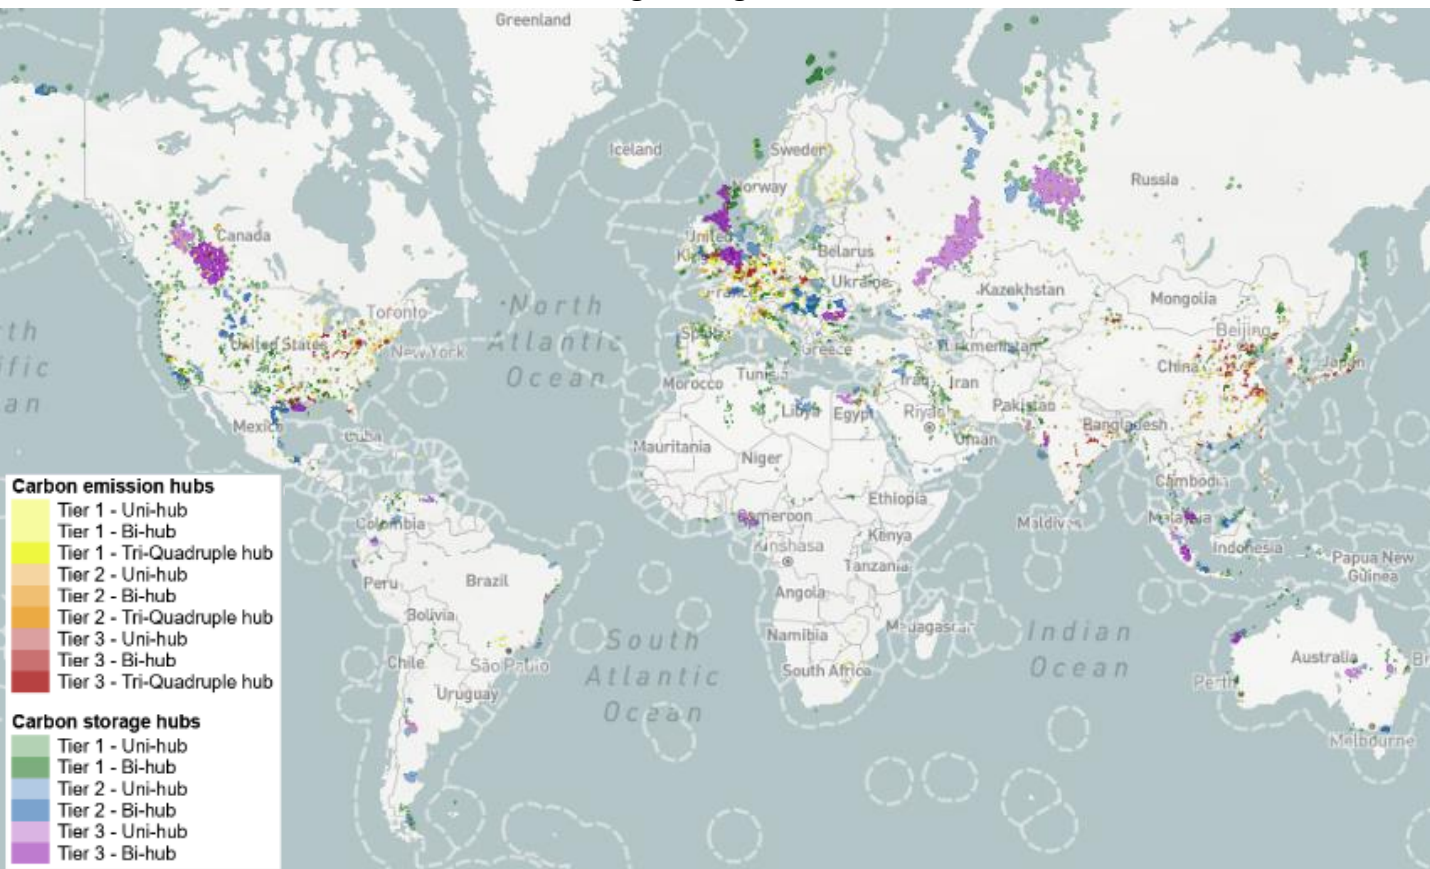 Greenland
Iceland
Sweden
Norway
Russia
Canada
United
Belarus
Ukraine
Kazakhstan
Mongolia
Toronto
North
Atlantic
Ocean
United States
New York
Greece
Turkmenistan
Beijing
China
Japan
Morocco
Tunisia
Iraq
Iran
Libya
Egypt
Riyad
Pakistan
Mexico
Cuba
Mauritania
Niger
Oman
Bangladesh
Carbon emission hubs
Tier 1 - Uni-hub
Tier 1 - Bi-hub
Tier 1 - Tri-Quadruple hub
Tier 2 - Uni-hub
Tier 2 - Bi-hub
Tier 2 - Tri-Quadruple hub
Tier 3 - Uni-hub
Tier 3 - Bi-hub
Tier 3 - Tri-Quadruple hub
Carbon storage hubs
Tier 1 - Uni-hub
Tier 1 - Bi-hub
Tier 2 - Uni-hub
Tier 2 - Bi-hub
Tier 3 - Uni-hub
Tier 3 - Bi-hub
Colombia
Cameroon
Ethiopia
Kenya
Maldives
Cambodia
Malaysia
Indonesia
Papua New
Guinea
Peru
Brazil
Kinshasa
Tanzania
Angola
Bolivia
South
Atlantic
Ocean
Namibia
Madagascar
Indian
Ocean
Chile
São Paulo
South Africa
Australia
Perth
Uruguay
Melbourne